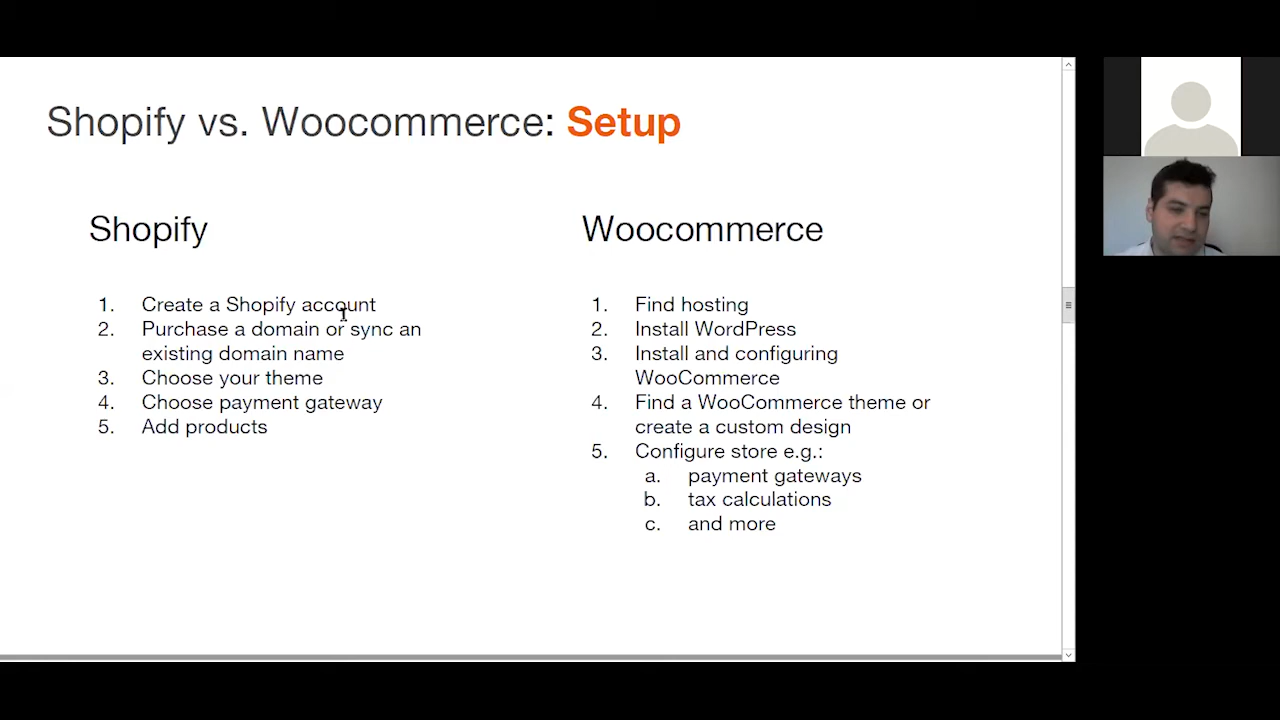 Shopify vs. Woocommerce: Setup
Shopify
1. Create a Shopify account
2. Purchase a domain or sync an
existing domain name
3. Choose your theme
4. Choose payment gateway
5. Add products
Woocommerce
1. Find hosting
2. Install WordPress
3. Install and configuring
WooCommerce
4. Find a WooCommerce theme or
create a custom design
5. Configure store e.g.:
a. payment gateways
b. tax calculations
c. and more